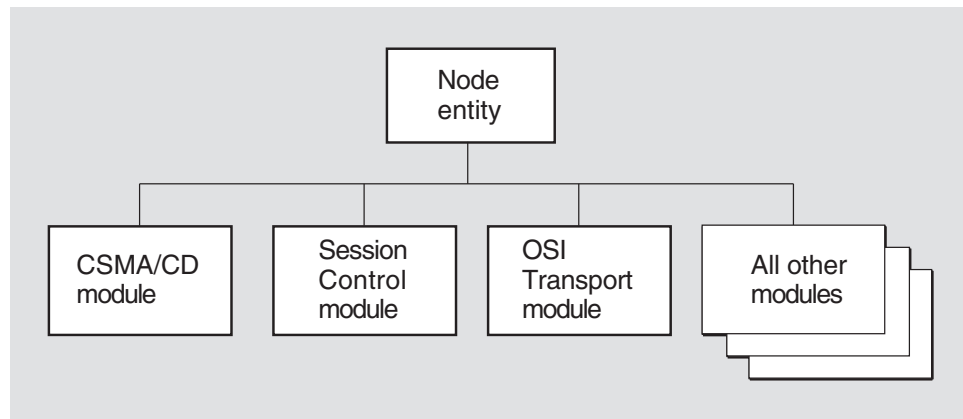 Node
entity
CSMA/CD
module
Session
Control
module
OSI
Transport
module
All other
modules